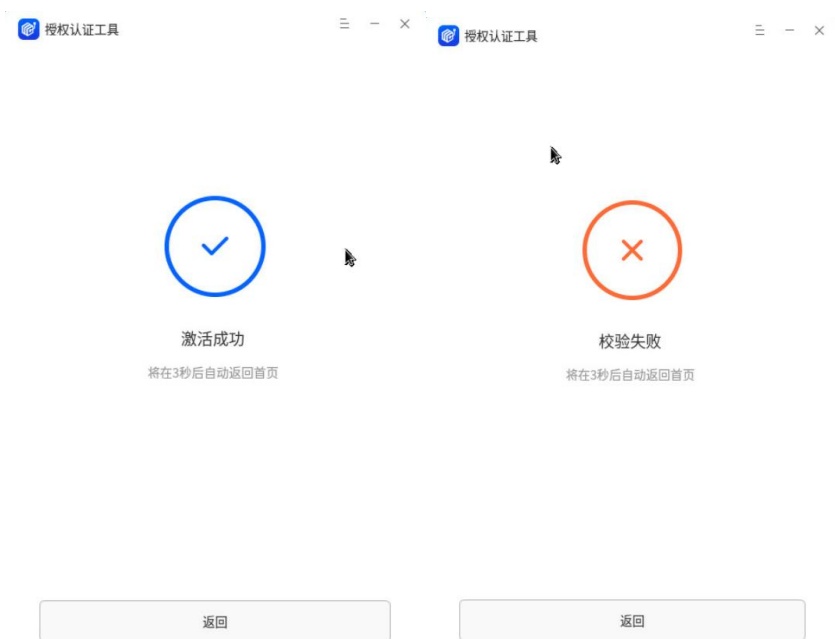 授权认证工具
激活成功
将在3秒后自动返回首页
返回
授权认证工具
校验失败
将在3秒后自动返回首页
返回